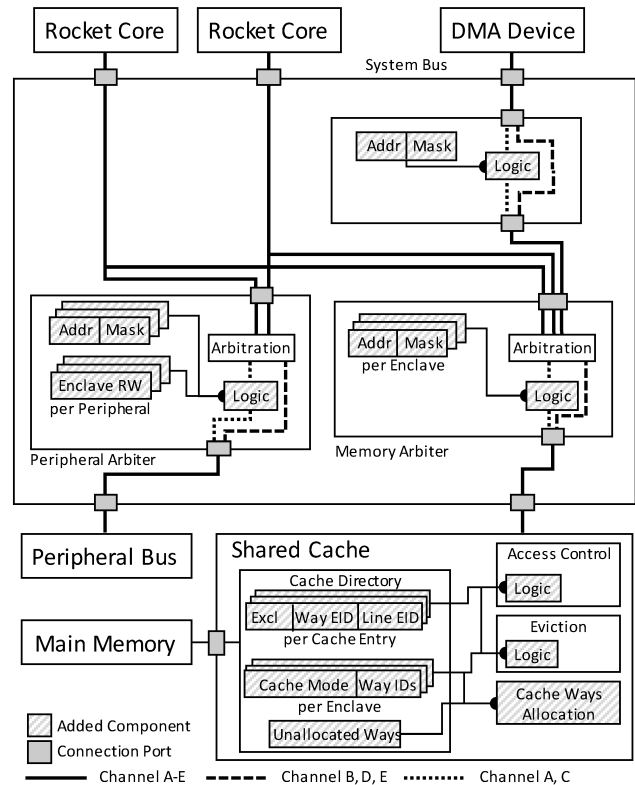 Rocket Core
Rocket Core
DMA Device
System Bus
Addr Mask
Logic
Addr Mask
Arbitration
Enclave RW
Logic
per Peripheral
Peripheral Arbiter
Addr Mask
per Enclave
Arbitration
Logic
Memory Arbiter
Peripheral Bus
Main Memory
Shared Cache
Cache Directory
Excl Way EID Line EID
per Cache Entry
Cache Mode Way IDs
per Enclave
Unallocated Ways
Access Control
Logic
Eviction
Logic
Cache Ways
Allocation
Added Component
Connection Port
Channel A-E
Channel B, D, E
Channel A, C